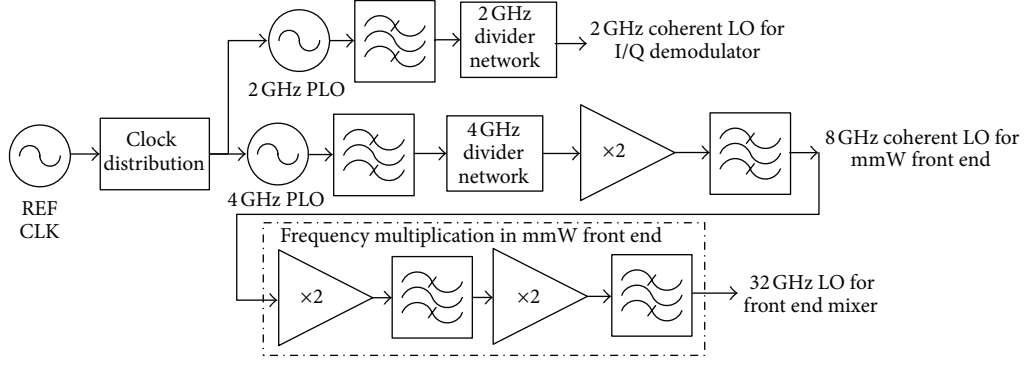 2 GHz
divider
network
2 GHz coherent LO for
I/Q demodulator
2 GHz PLO
REF
CLK
Clock
distribution
4 GHz PLO
4 GHz
divider
network
×2
8 GHz coherent LO for
mmW front end
Frequency multiplication in mmW front end
×2
×2
32 GHz LO for
front end mixer